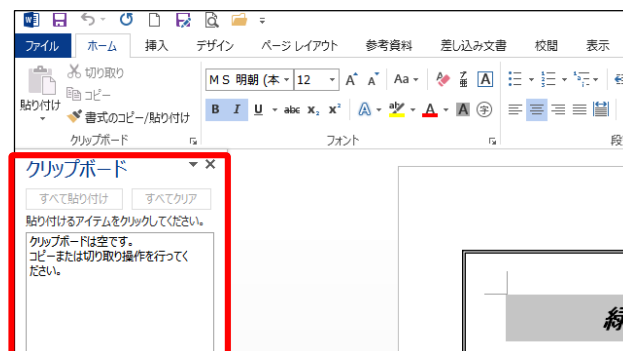 ファイル ホーム 挿入 デザイン ページ レイアウト 参考資料 差し込み文書 校閲 表示
貼り付け
切り取り
コピー
書式のコピー/貼り付け
クリップボード
MS 明朝 (本 12 A A Aa A
B I U abc X₂ X² A aby A A 字
フォント
段
クリップボード
すべて貼り付け すべてクリア
貼り付けるアイテムをクリックしてください。
クリップボードは空です。
コピーまたは切り取り操作を行ってく
ださい。